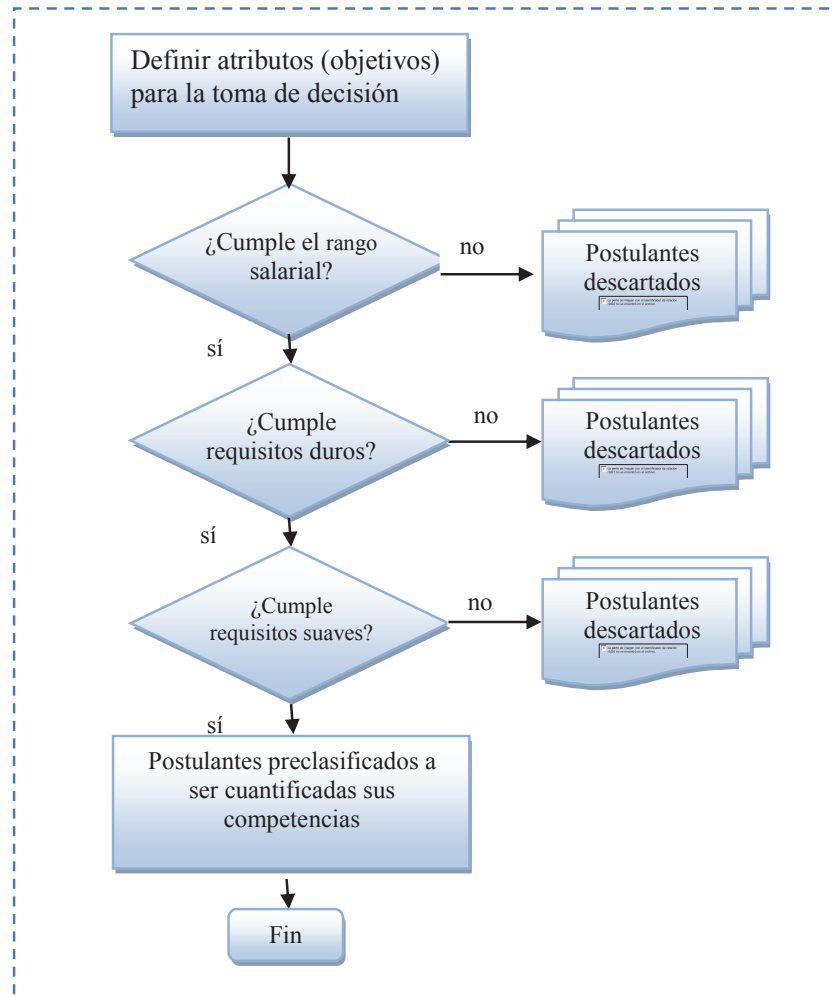 Definir atributos (objetivos)
para la toma de decisión
¿Cumple el rango
salarial?
no
Postulantes
descartados
sí
¿Cumple
requisitos duros?
no
Postulantes
descartados
sí
¿Cumple
requisitos suaves?
no
Postulantes
descartados
sí
Postulantes preclasificados a
ser cuantificadas sus
competencias
Fin